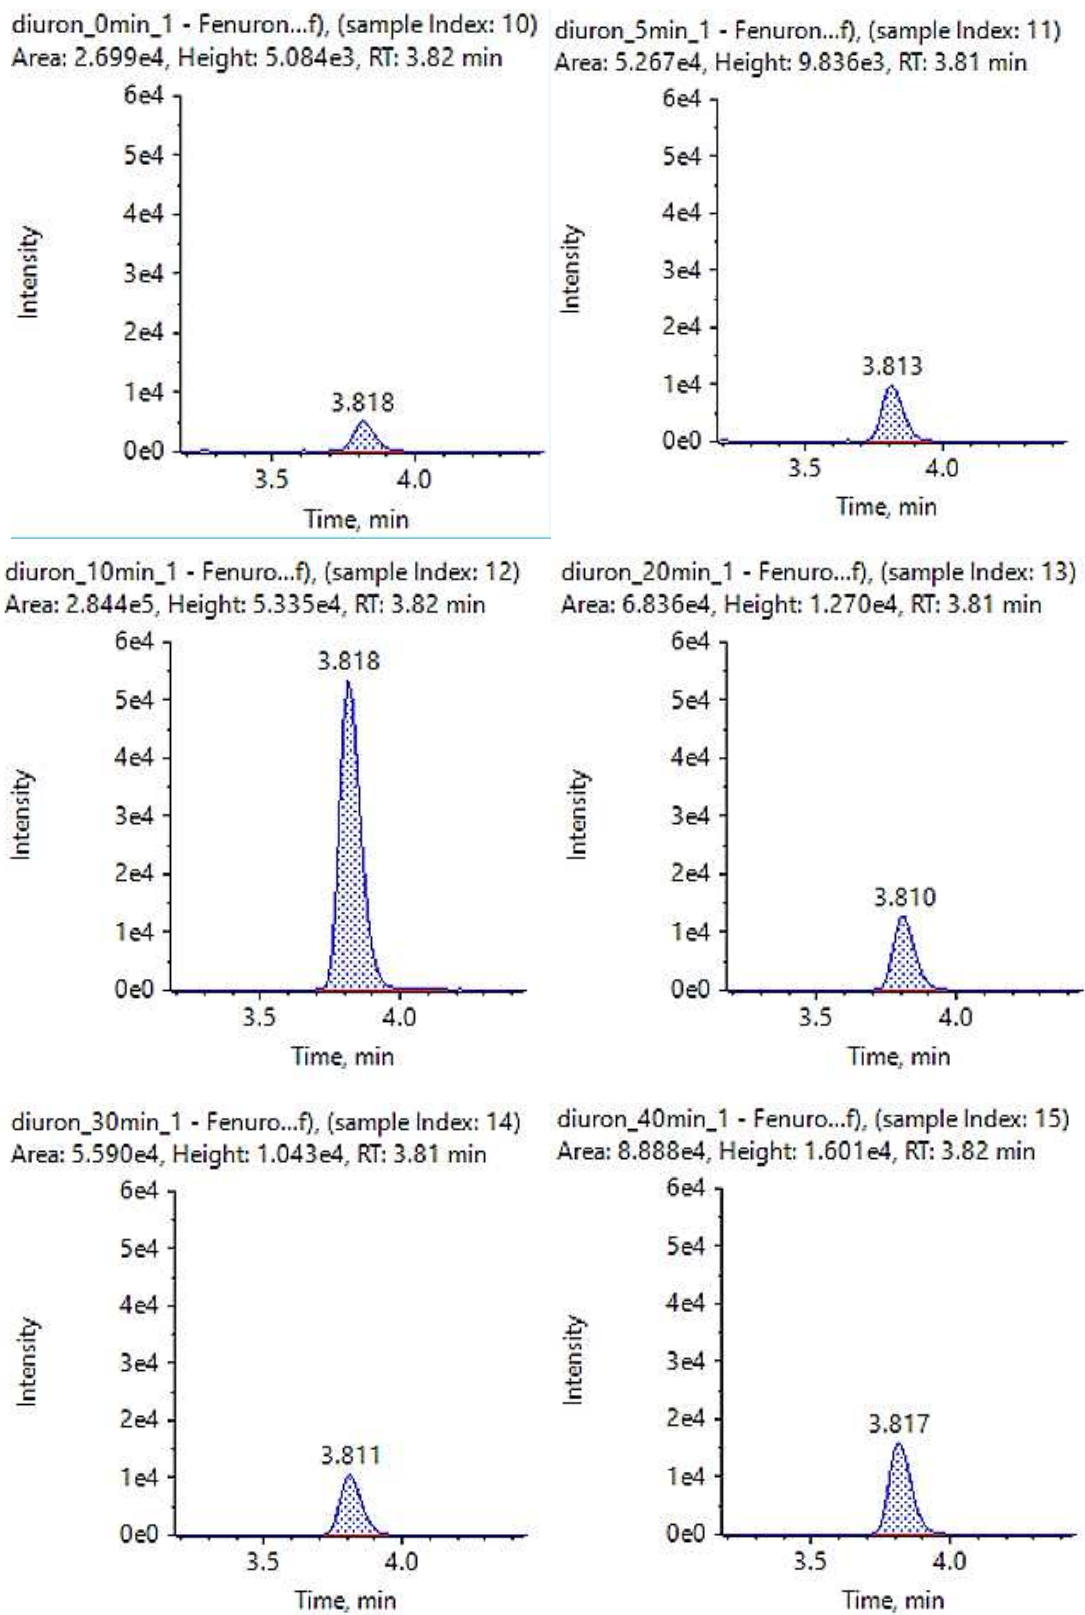 diuron_0min_1 - Fenuron...f), (sample Index: 10)
Area: 2.699e4, Height: 5.084e3, RT: 3.82 min
6e4
5e4
4e4
3e4
2e4
1e4
0e0
Intensity
3.818
3.5
4.0
Time, min
diuron_5min_1 - Fenuron...f), (sample Index: 11)
Area: 5.267e4, Height: 9.836e3, RT: 3.81 min
6e4
5e4
4e4
3e4
2e4
1e4
0e0
Intensity
3.813
3.5
4.0
Time, min
diuron_10min_1 - Fenuro...f), (sample Index: 12)
Area: 2.844e5, Height: 5.335e4, RT: 3.82 min
6e4
5e4
4e4
3e4
2e4
1e4
0e0
Intensity
3.818
3.5
4.0
Time, min
diuron_20min_1 - Fenuro...f), (sample Index: 13)
Area: 6.836e4, Height: 1.270e4, RT: 3.81 min
6e4
5e4
4e4
3e4
2e4
1e4
0e0
Intensity
3.810
3.5
4.0
Time, min
diuron_30min_1 - Fenuro...f), (sample Index: 14)
Area: 5.590e4, Height: 1.043e4, RT: 3.81 min
6e4
5e4
4e4
3e4
2e4
1e4
0e0
Intensity
3.811
3.5
4.0
Time, min
diuron_40min_1 - Fenuro...f), (sample Index: 15)
Area: 8.888e4, Height: 1.601e4, RT: 3.82 min
6e4
5e4
4e4
3e4
2e4
1e4
0e0
Intensity
3.817
3.5
4.0
Time, min